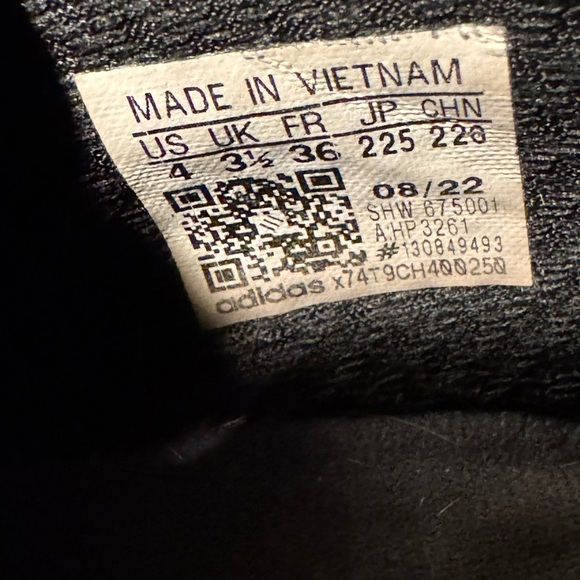 MADE IN VIETNAM
US UK FR JP CHN
4 3½ 36 225 220
08/22
SHW 675001
A:HP3261
#130849493
adidas x74T9CH400250